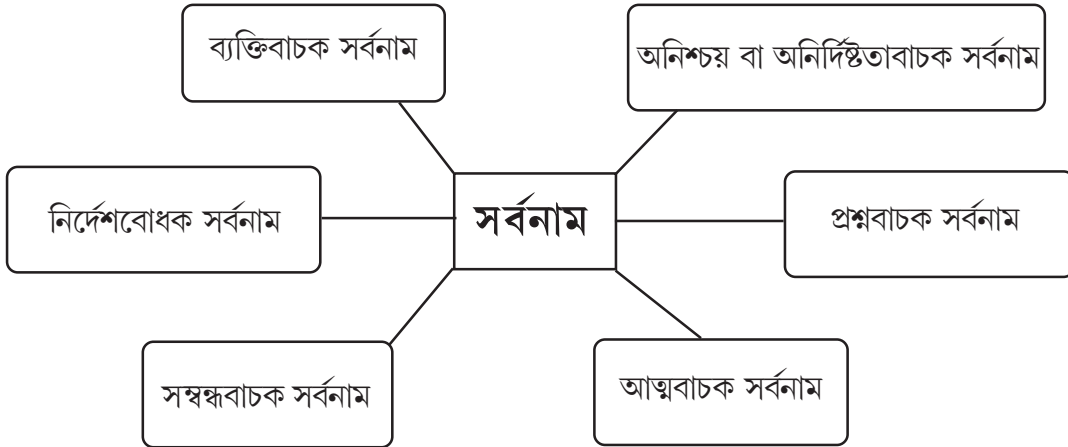 ব্যক্তিবাচক সর্বনাম
অনিশ্চয় বা অনির্দিষ্টতাবাচক সর্বনাম
নির্দেশবোধক সর্বনাম
সর্বনাম
প্রশ্নবাচক সর্বনাম
সম্বন্ধবাচক সর্বনাম
আত্মবাচক সর্বনাম